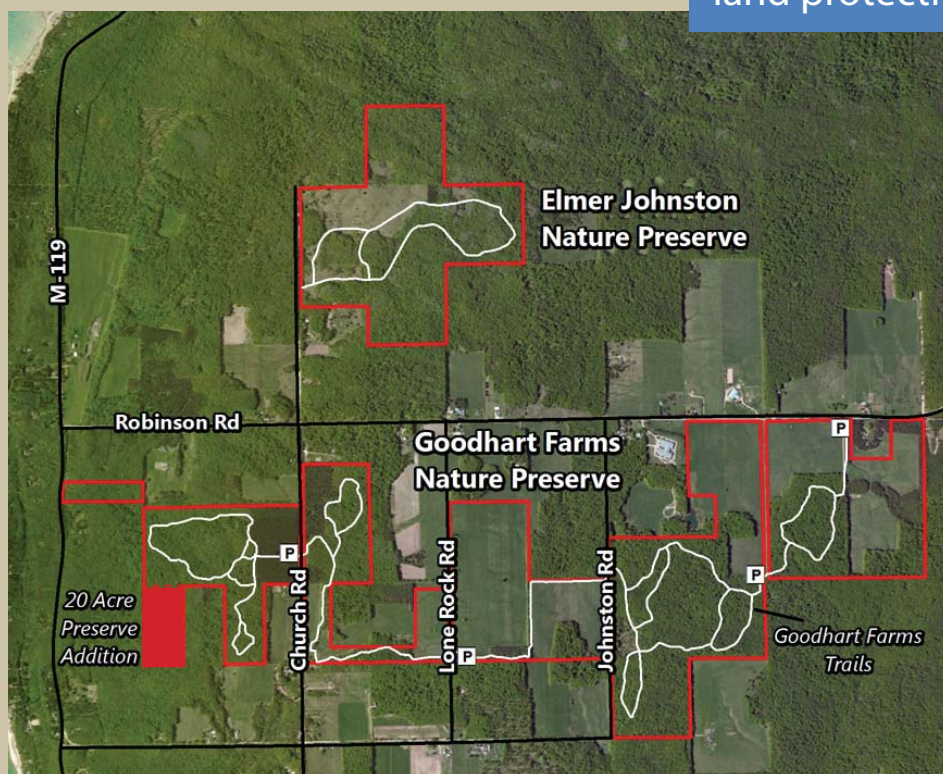 Elmer Johnston
Nature Preserve
M-119
Robinson Rd
Goodhart Farms
Nature Preserve
P
P
P
P
20 Acre
Preserve
Addition
Church Rd
Lone Rock Rd
Johnston Rd
Goodhart Farms
Trails